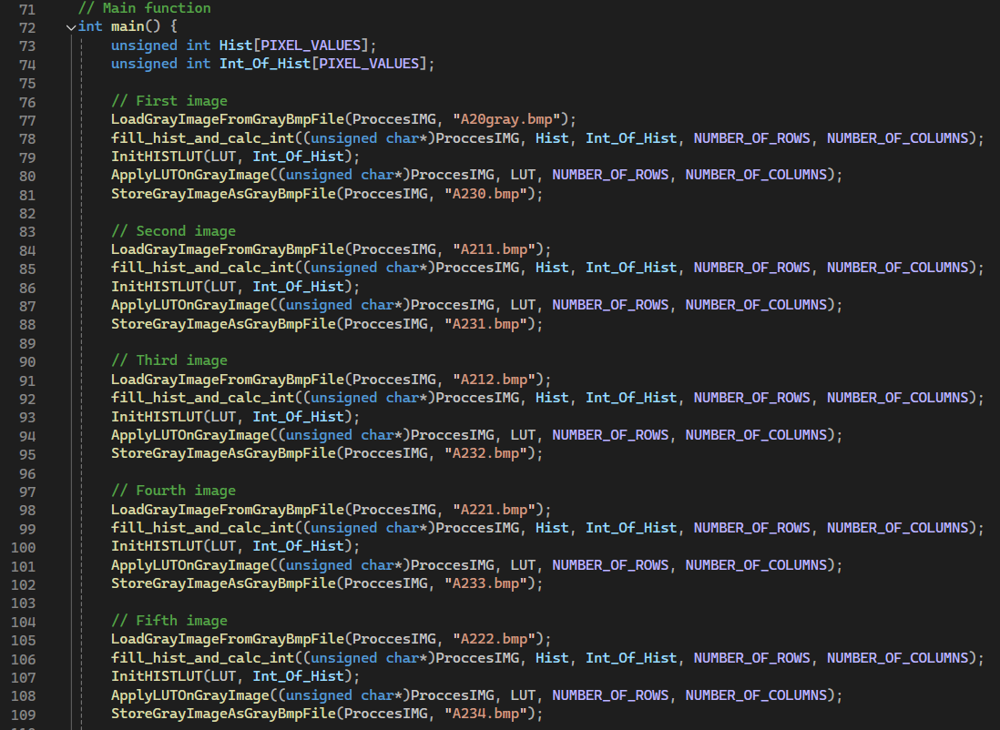 71 // Main function
72 int main() {
73 unsigned int Hist[PIXEL_VALUES];
74 unsigned int Int_Of_Hist[PIXEL_VALUES];
75
76 // First image
77 LoadGrayImageFromGrayBmpFile(ProccesIMG, "A20gray.bmp");
78 fill_hist_and_calc_int((unsigned char*)ProccesIMG, Hist, Int_Of_Hist, NUMBER_OF_ROWS, NUMBER_OF_COLUMNS);
79 InitHISTLUT(LUT, Int_Of_Hist);
80 ApplyLUTOnGrayImage((unsigned char*)ProccesIMG, LUT, NUMBER_OF_ROWS, NUMBER_OF_COLUMNS);
81 StoreGrayImageAsGrayBmpFile(ProccesIMG, "A230.bmp");
82
83 // Second image
84 LoadGrayImageFromGrayBmpFile(ProccesIMG, "A211.bmp");
85 fill_hist_and_calc_int((unsigned char*)ProccesIMG, Hist, Int_Of_Hist, NUMBER_OF_ROWS, NUMBER_OF_COLUMNS);
86 InitHISTLUT(LUT, Int_Of_Hist);
87 ApplyLUTOnGrayImage((unsigned char*)ProccesIMG, LUT, NUMBER_OF_ROWS, NUMBER_OF_COLUMNS);
88 StoreGrayImageAsGrayBmpFile(ProccesIMG, "A231.bmp");
89
90 // Third image
91 LoadGrayImageFromGrayBmpFile(ProccesIMG, "A212.bmp");
92 fill_hist_and_calc_int((unsigned char*)ProccesIMG, Hist, Int_Of_Hist, NUMBER_OF_ROWS, NUMBER_OF_COLUMNS);
93 InitHISTLUT(LUT, Int_Of_Hist);
94 ApplyLUTOnGrayImage((unsigned char*)ProccesIMG, LUT, NUMBER_OF_ROWS, NUMBER_OF_COLUMNS);
95 StoreGrayImageAsGrayBmpFile(ProccesIMG, "A232.bmp");
96
97 // Fourth image
98 LoadGrayImageFromGrayBmpFile(ProccesIMG, "A221.bmp");
99 fill_hist_and_calc_int((unsigned char*)ProccesIMG, Hist, Int_Of_Hist, NUMBER_OF_ROWS, NUMBER_OF_COLUMNS);
100 InitHISTLUT(LUT, Int_Of_Hist);
101 ApplyLUTOnGrayImage((unsigned char*)ProccesIMG, LUT, NUMBER_OF_ROWS, NUMBER_OF_COLUMNS);
102 StoreGrayImageAsGrayBmpFile(ProccesIMG, "A233.bmp");
103
104 // Fifth image
105 LoadGrayImageFromGrayBmpFile(ProccesIMG, "A222.bmp");
106 fill_hist_and_calc_int((unsigned char*)ProccesIMG, Hist, Int_Of_Hist, NUMBER_OF_ROWS, NUMBER_OF_COLUMNS);
107 InitHISTLUT(LUT, Int_Of_Hist);
108 ApplyLUTOnGrayImage((unsigned char*)ProccesIMG, LUT, NUMBER_OF_ROWS, NUMBER_OF_COLUMNS);
109 StoreGrayImageAsGrayBmpFile(ProccesIMG, "A234.bmp");